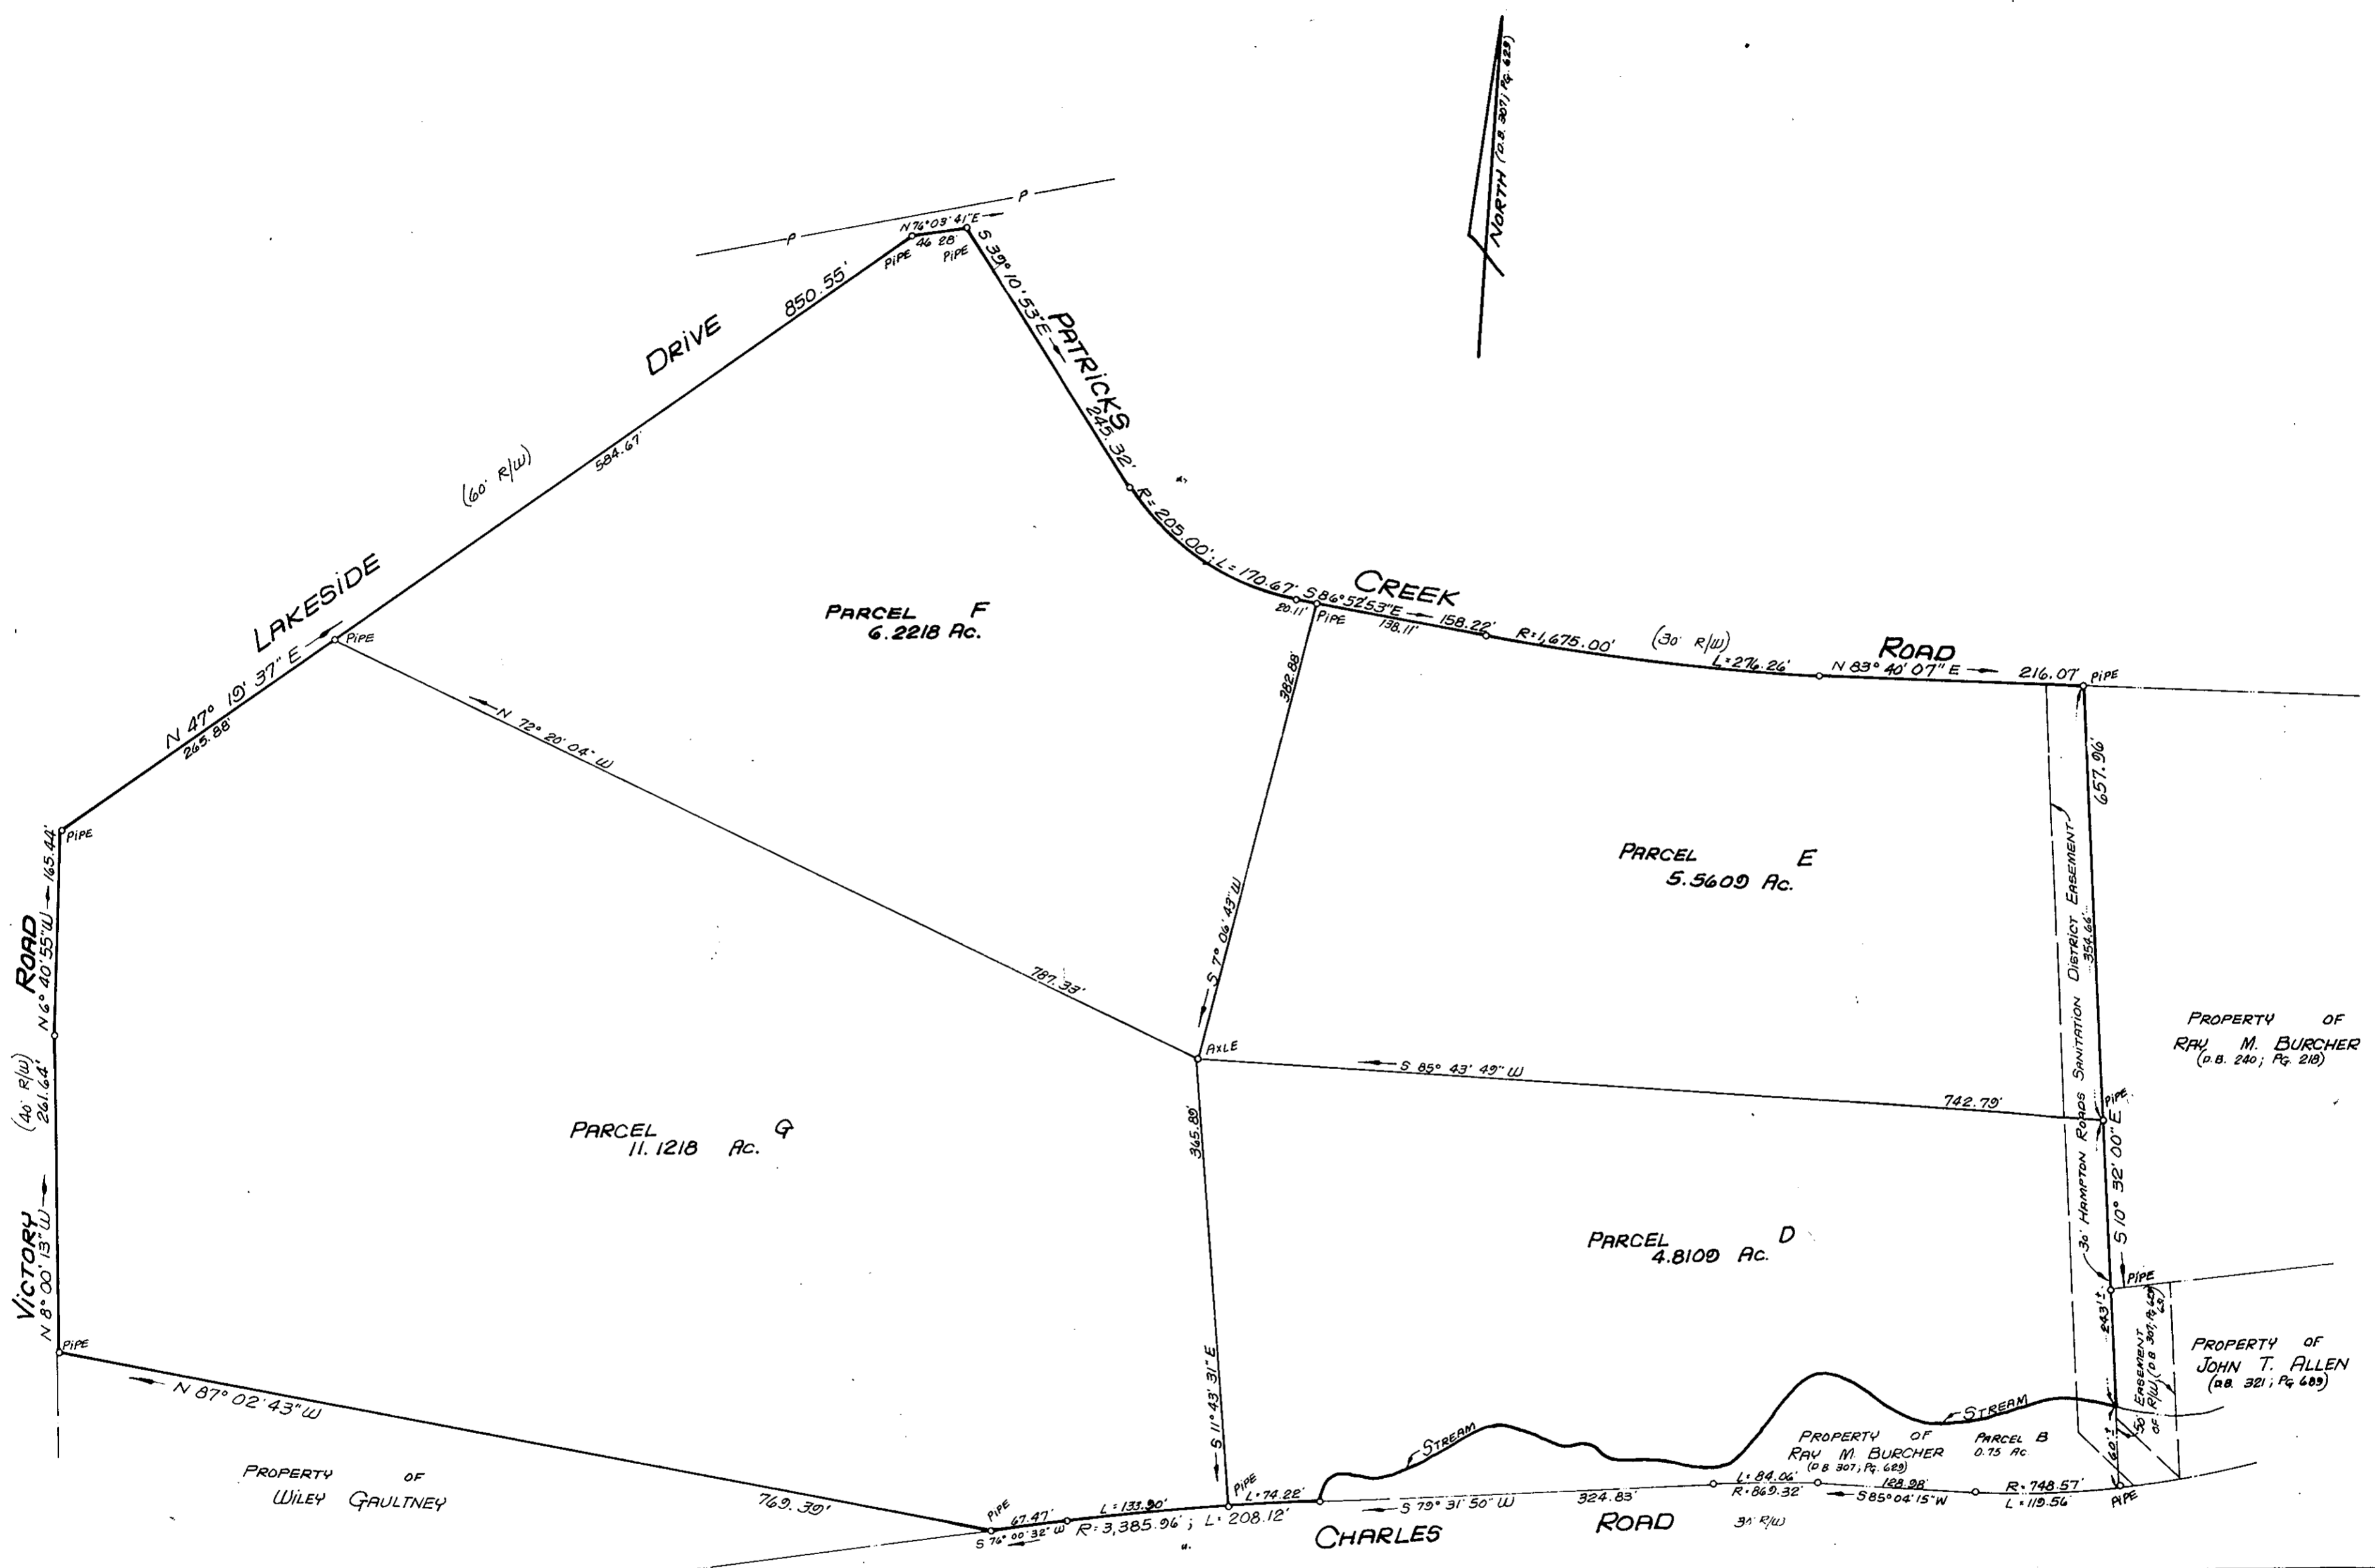 NORTH (D.B. 307; PG. 629)
P
P
N 76° 03' 41" E
46.28'
PIPE
PIPE
S 39° 10' 53" E
245.32'
PATRICKS
CREEK
ROAD
850.55'
LAKESIDE
DRIVE
(60' R/W)
584.67'
N 47° 19' 37" E
265.88'
PIPE
R = 205.00'; L = 170.67'
S 86° 52' 53" E
158.22'
20.11'
PIPE
138.11'
R = 1,675.00'
(30' R/W)
L = 276.26'
N 83° 40' 07" E
216.07'
PIPE
PARCEL F
6.2218 AC.
N 72° 20' 04" W
787.33'
382.88'
S 7° 06' 43" W
657.96'
PARCEL E
5.5609 AC.
30' HAMPTON ROADS SANITATION DISTRICT EASEMENT
354.66'
PIPE
N 6° 40' 55" W
165.44'
VICTORY
ROAD
(40' R/W)
261.64'
N 8° 00' 13" W
PIPE
AXLE
S 85° 43' 49" W
742.79'
PIPE
PROPERTY OF
RAY M. BURCHER
(D.B. 240; PG. 218)
PARCEL G
11.1218 AC.
365.89'
S 11° 43' 31" E
PARCEL D
4.8109 AC.
S 10° 32' 00" E
PIPE
243'±
50' EASEMENT
OF R/W (D.B. 307; PG. 629)
PROPERTY OF
JOHN T. ALLEN
(D.B. 321; PG. 689)
N 87° 02' 43" W
769.39'
PROPERTY OF
WILEY GAULTNEY
STREAM
STREAM
PROPERTY OF
RAY M. BURCHER
(D.B. 307; PG. 629)
PARCEL B
0.75 AC
60'±
PIPE
PIPE
67.47
L = 133.90'
L = 74.22'
S 76° 00' 32" W
R = 3,385.96'; L = 208.12'
S 79° 31' 50" W
324.83'
L = 84.06'
R = 869.32'
128.98'
S 85° 04' 15" W
R = 748.57'
L = 119.56'
PIPE
CHARLES
ROAD
30' R/W